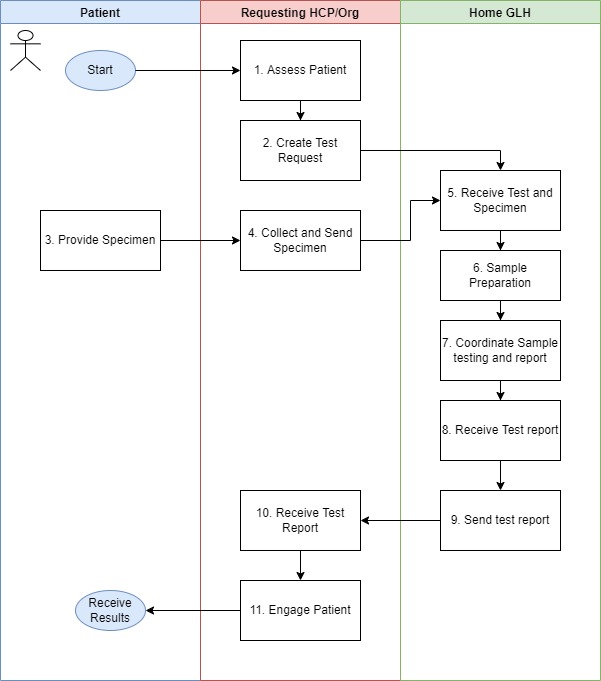 Patient
Requesting HCP/Org
Home GLH
Start
1. Assess Patient
2. Create Test
Request
3. Provide Specimen
4. Collect and Send
Specimen
5. Receive Test and
Specimen
6. Sample
Preparation
7. Coordinate Sample
testing and report
8. Receive Test report
9. Send test report
10. Receive Test
Report
11. Engage Patient
Receive
Results